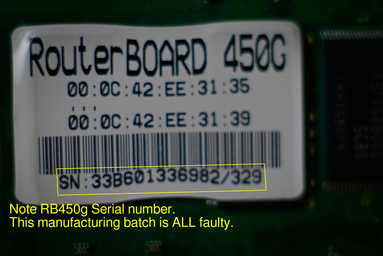 RouterBOARD 450G
00:0C:42:EE:31:35
...
00:0C:42:EE:31:39
SN:33B601336982/329
Note RB450g Serial number.
This manufacturing batch is ALL faulty.